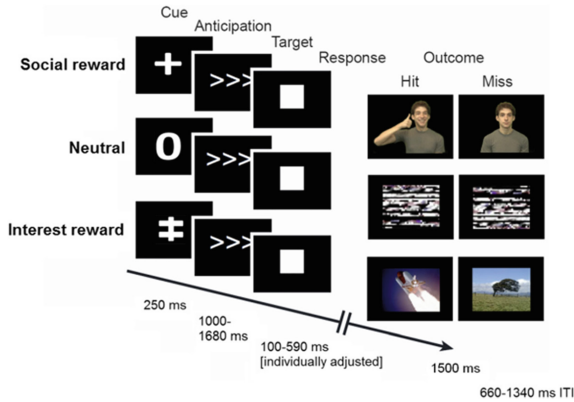 Cue
Anticipation
Target
Response
Outcome
Hit
Miss
Social reward
+
>>>
Neutral
0
>>>
Interest reward
ǂ
>>>
250 ms
1000-
1680 ms
100-590 ms
[individually adjusted]
1500 ms
660-1340 ms ITI